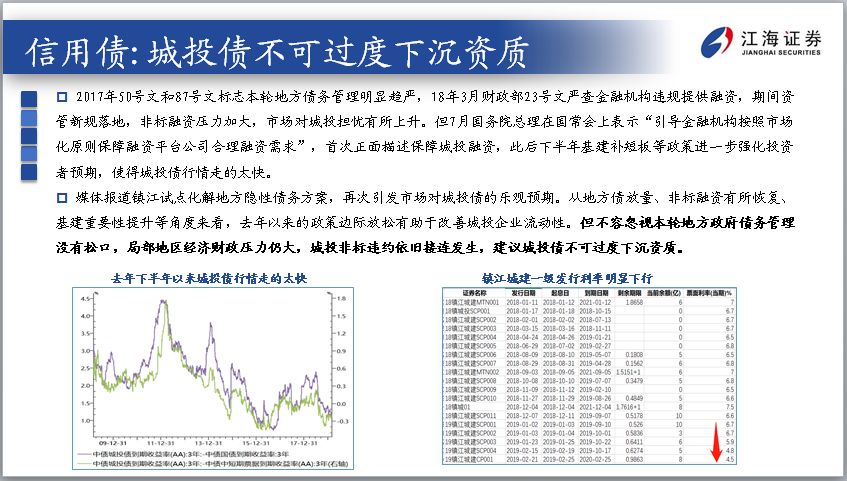 信用债:城投债不可过度下沉资质
江海证券
JIANGHAI SECURITIES
2017年50号文和87号文标志本轮地方债务管理明显趋严，18年3月财政部23号文严查金融机构违规提供融资，期间资
管新规落地，非标融资压力加大，市场对城投担忧有所上升。但7月国务院总理在国常会上表示“引导金融机构按照市场
化原则保障融资平台公司合理融资需求”，首次正面描述保障城投融资，此后下半年基建补短板等政策进一步强化投资
者预期，使得城投债行情走的太快。
媒体报道镇江试点化解地方隐性债务方案，再次引发市场对城投债的乐观预期。从地方债放量、非标融资有所恢复、
基建重要性提升等角度来看，去年以来的政策边际放松有助于改善城投企业流动性。但不容忽视本轮地方政府债务管理
没有松口，局部地区经济财政压力仍大，城投非标违约依旧接连发生，建议城投债不可过度下沉资质。
去年下半年以来城投债行情走的太快
4.5 1.8
4.0 1.5
3.5 1.2
3.0 0.9
2.5 0.6
2.0 0.3
1.5 0.0
1.0 -0.3
09-12-31 11-12-31 13-12-31 15-12-31 17-12-31
中债城投债到期收益率(AA):3年:-中债国债到期收益率:3年
中债城投债到期收益率(AA):3年:-中债中短期票据到期收益率(AA):3年(右轴)
镇江城建一级发行利率明显下行
证券名称 发行日期 起息日 到期日期 剩余期限 当前余额(亿) 票面利率(当期)%
18镇江城建MTN001 2018-01-11 2018-01-12 2021-01-12 1.8658 6 7
18镇城投SCP001 2018-01-17 2018-01-18 2018-10-15 6.7
18镇江城建SCP002 2018-02-01 2018-02-02 2018-07-13 6.7
18镇江城建SCP003 2018-03-15 2018-03-16 2018-11-11 6.7
18镇江城建SCP004 2018-04-24 2018-04-26 2019-01-21 6.5
18镇江城建SCP005 2018-06-29 2018-07-02 2019-02-27 6.8
18镇江城建SCP006 2018-08-09 2018-08-10 2019-05-07 0.1808 5 6.5
18镇江城建SCP007 2018-08-29 2018-08-31 2019-04-28 0.1562 6 6.8
18镇江城建MTN002 2018-09-03 2018-09-05 2021-09-05 1.5151+1 6 7
18镇江城建SCP008 2018-10-08 2018-10-10 2019-07-07 0.3479 5 6.8
18镇江城建SCP009 2018-11-09 2018-11-12 2019-02-10 6.5
18镇江城建SCP010 2018-11-27 2018-11-29 2019-08-26 0.4849 5 6.6
18镇城01 2018-12-04 2018-12-04 2021-12-04 1.7616+1 8 7.5
18镇江城建SCP011 2018-12-07 2018-12-11 2019-09-07 0.5178 10 6.6
19镇江城建SCP001 2019-01-02 2019-01-03 2019-09-10 0.526 10 6.7
19镇江城建SCP002 2019-01-03 2019-01-04 2019-10-01 0.5836 3 6.7
19镇江城建SCP003 2019-01-23 2019-01-25 2019-10-22 0.6411 6 5.9
19镇江城建SCP004 2019-02-15 2019-02-19 2019-10-17 0.6274 5 4.8
19镇江城建CP001 2019-02-21 2019-02-25 2020-02-25 0.9863 8 4.5